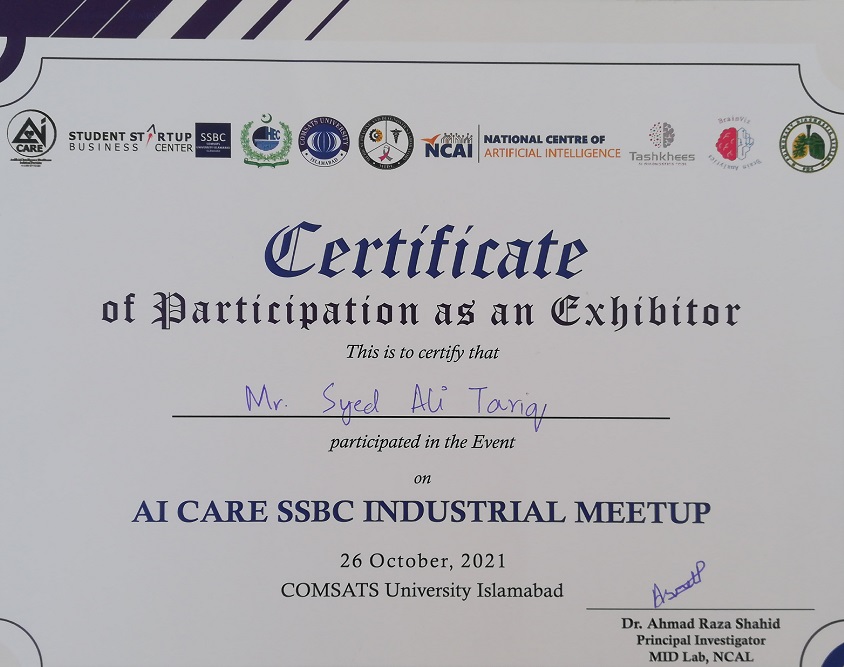 Ai
CARE
STUDENT STARTUP
BUSINESS CENTER
SSBC
HEC
COMSATS UNIVERSITY
ISLAMABAD
NCAI
NATIONAL CENTRE OF
ARTIFICIAL INTELLIGENCE
Tashkhees
BrainViz
Certificate
of Participation as an Exhibitor
This is to certify that
Mr. Syed Ali Tariq
participated in the Event
on
AI CARE SSBC INDUSTRIAL MEETUP
26 October, 2021
COMSATS University Islamabad
Dr. Ahmad Raza Shahid
Principal Investigator
MID Lab, NCAL